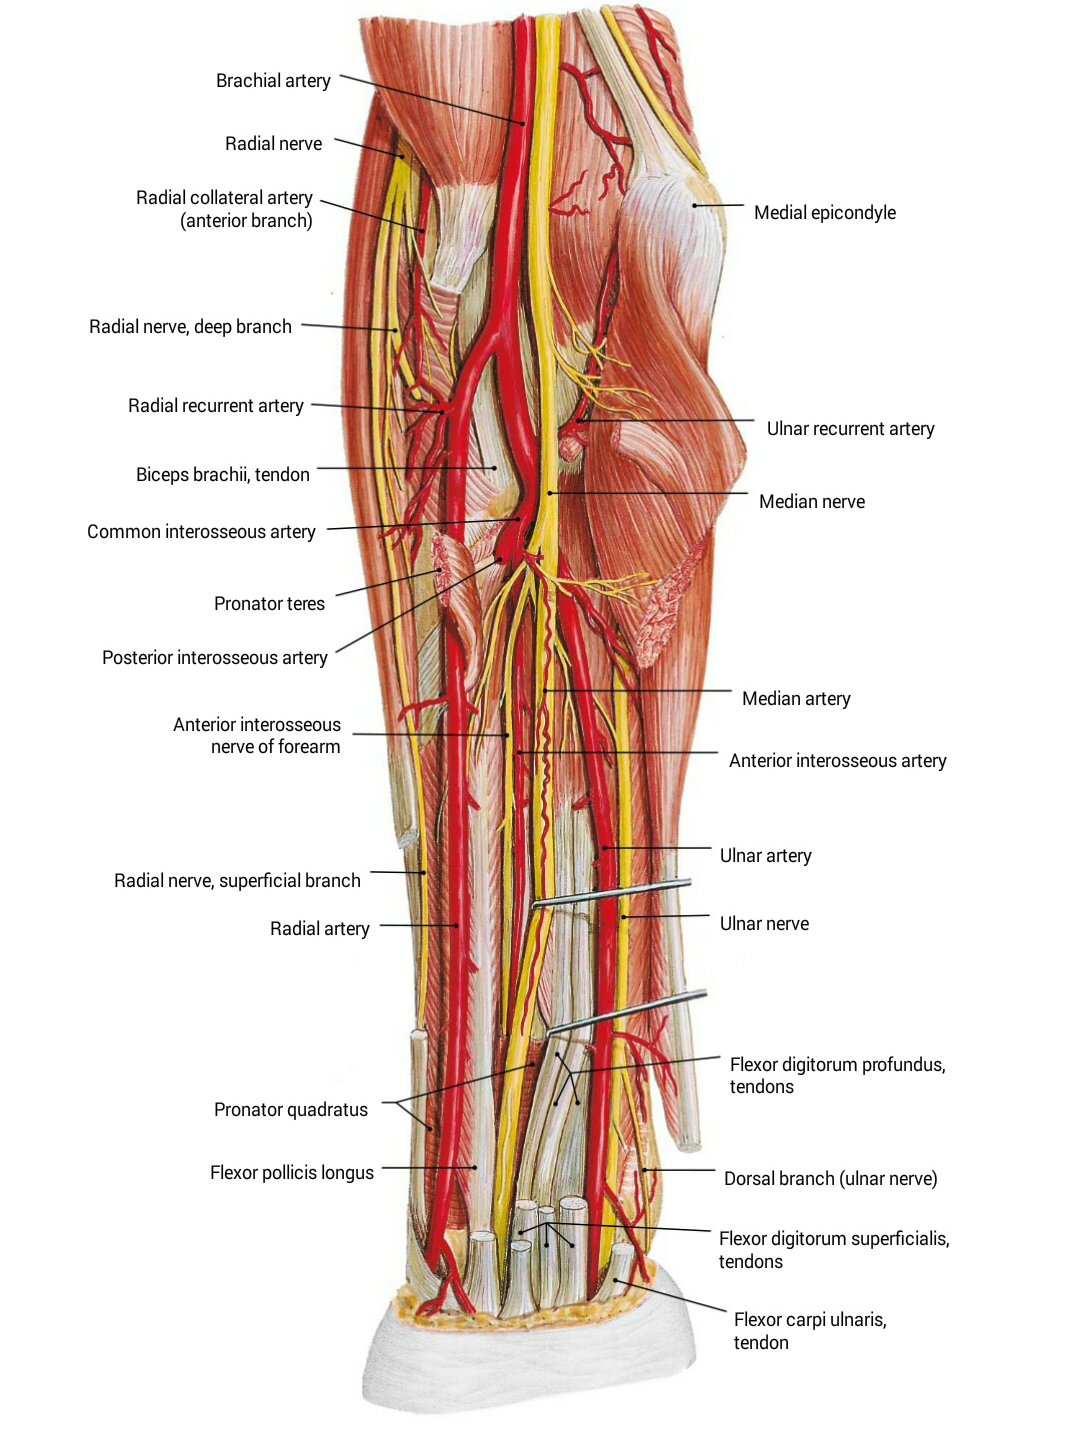 Brachial artery
Radial nerve
Radial collateral artery
(anterior branch)
Radial nerve, deep branch
Radial recurrent artery
Biceps brachii, tendon
Common interosseous artery
Pronator teres
Posterior interosseous artery
Anterior interosseous
nerve of forearm
Radial nerve, superficial branch
Radial artery
Pronator quadratus
Flexor pollicis longus
Medial epicondyle
Ulnar recurrent artery
Median nerve
Median artery
Anterior interosseous artery
Ulnar artery
Ulnar nerve
Flexor digitorum profundus,
tendons
Dorsal branch (ulnar nerve)
Flexor digitorum superficialis,
tendons
Flexor carpi ulnaris,
tendon